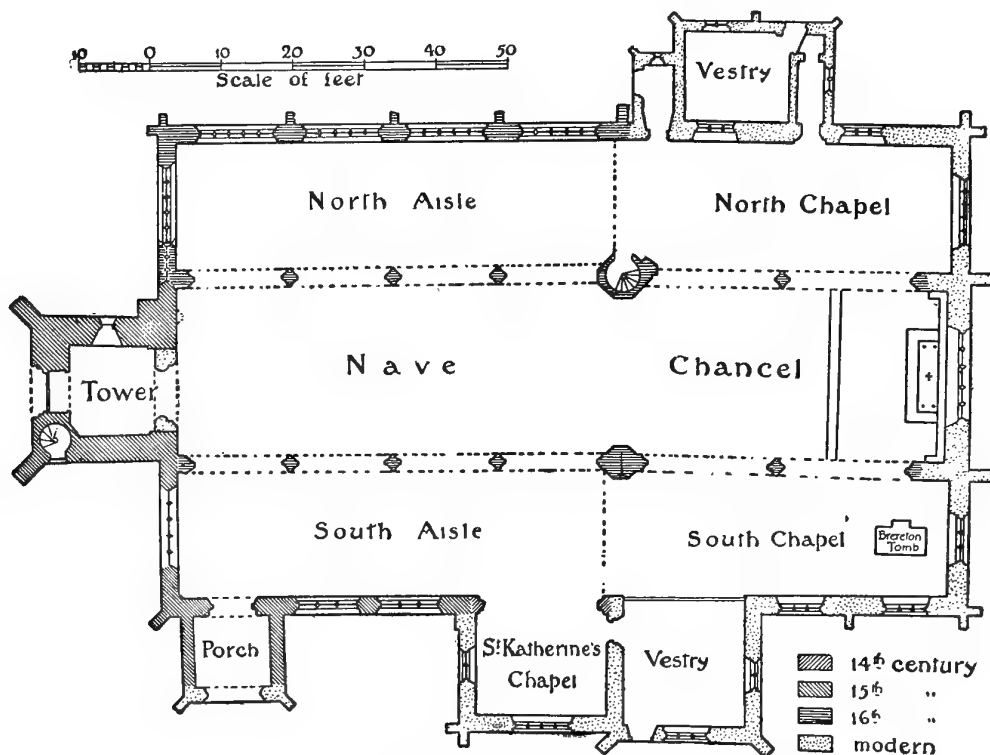 10 0 10 20 30 40 50
Scale of feet
Vestry
North Aisle
North Chapel
Nave
Chancel
Tower
South Aisle
South Chapel
Brereton
Tomb
Porch
St Katherine's
Chapel
Vestry
14th century
15th "
16th "
modern